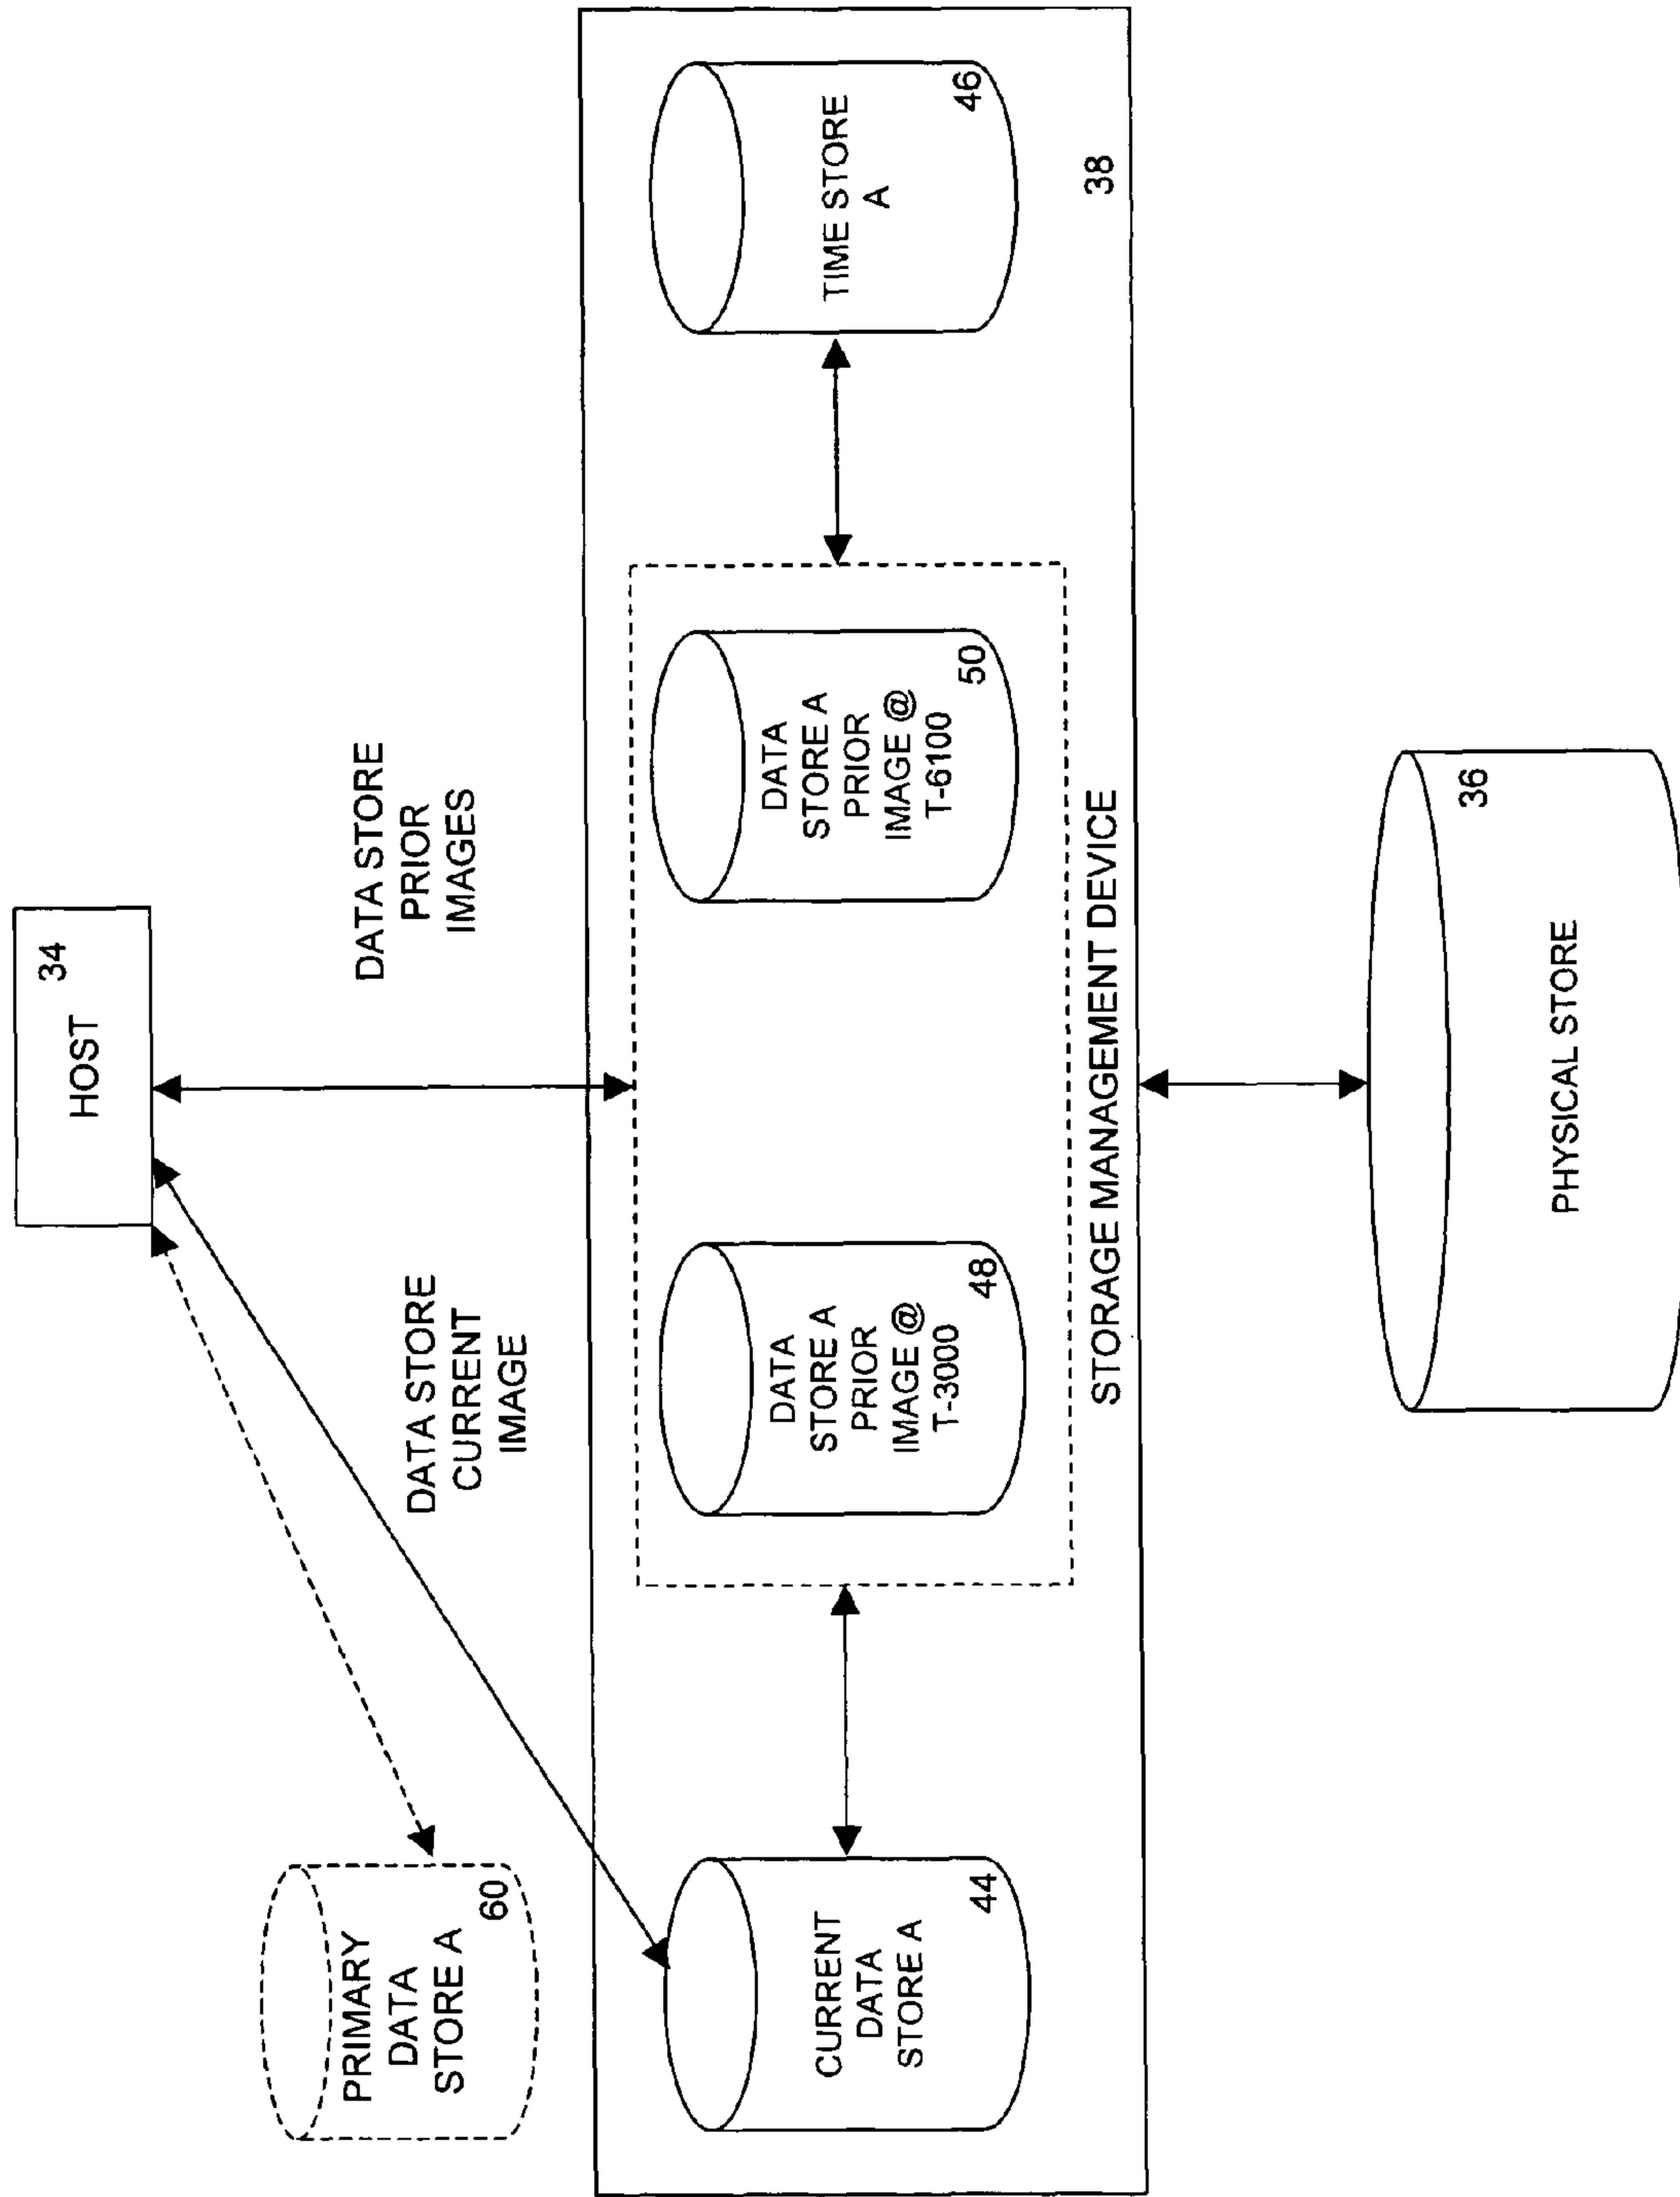 HOST
34
DATA STORE
PRIOR
IMAGES
DATA STORE
CURRENT
IMAGE
PRIMARY
DATA
STORE A
60
CURRENT
DATA
STORE A
44
DATA
STORE A
PRIOR
IMAGE @
T-3000
48
DATA
STORE A
PRIOR
IMAGE @
T-6100
50
TIME STORE
A
46
STORAGE MANAGEMENT DEVICE
38
PHYSICAL STORE
36